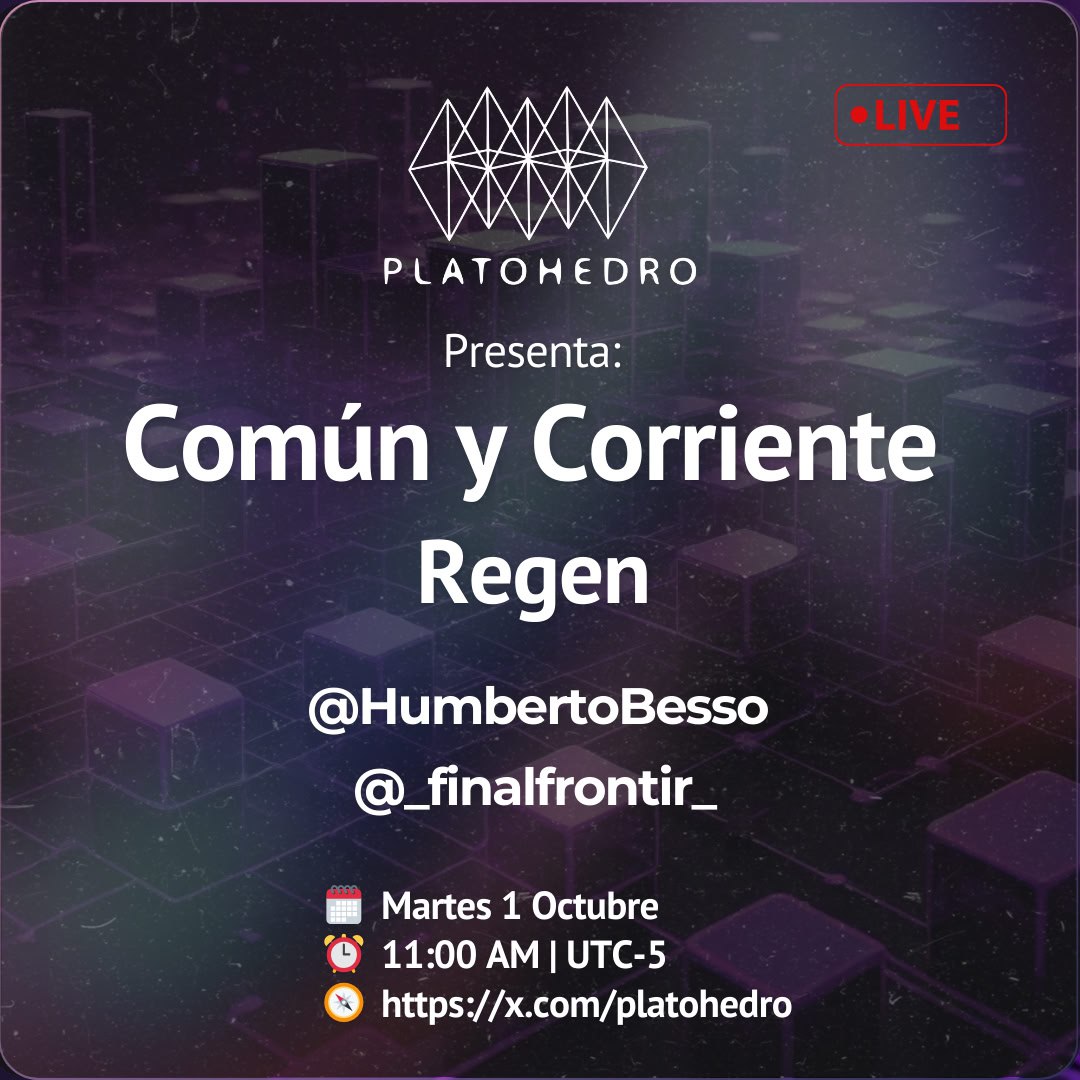 LIVE
PLATOHEDRO
Presenta:
Común y Corriente
Regen
@HumbertoBesso
@_finalfrontir_
Martes 1 Octubre
11:00 AM | UTC-5
https://x.com/platohedro